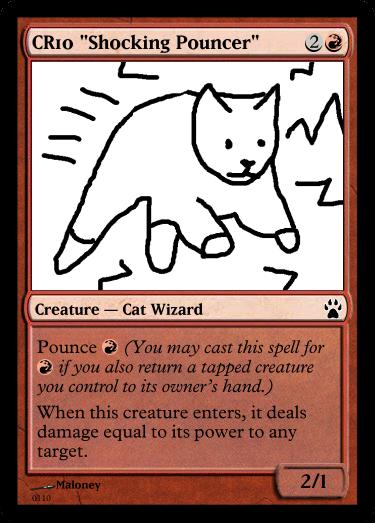 CR10 "Shocking Pouncer" 2
Creature — Cat Wizard
Pounce (You may cast this spell for
if you also return a tapped creature
you control to its owner's hand.)
When this creature enters, it deals
damage equal to its power to any
target.
2/1
Maloney
0110